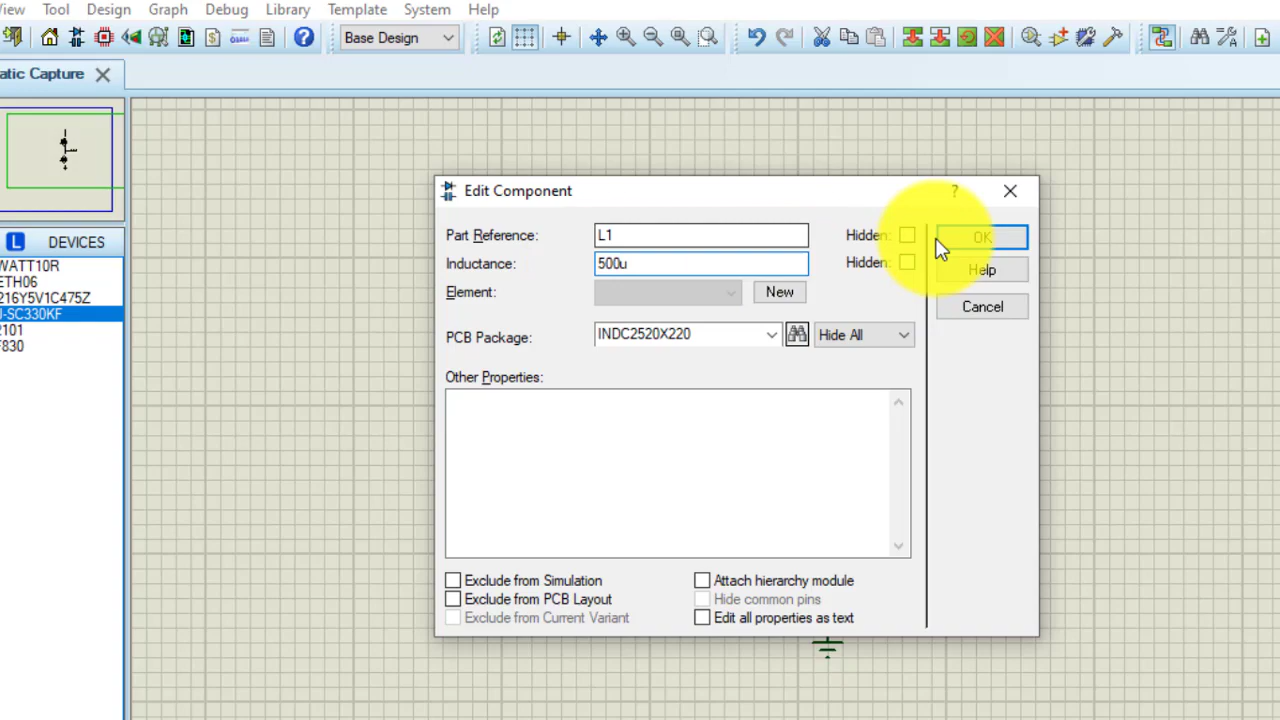 View Tool Design Graph Debug Library Template System Help
Base Design
atic Capture
L DEVICES
WATT10R
ETH06
216Y5V1C475Z
J-SC330KF
2101
F830
Edit Component ?
Part Reference: L1 Hidden: OK
Inductance: 500u Hidden: Help
Element: New Cancel
PCB Package: INDC2520X220 Hide All
Other Properties:
Exclude from Simulation Attach hierarchy module
Exclude from PCB Layout Hide common pins
Exclude from Current Variant Edit all properties as text